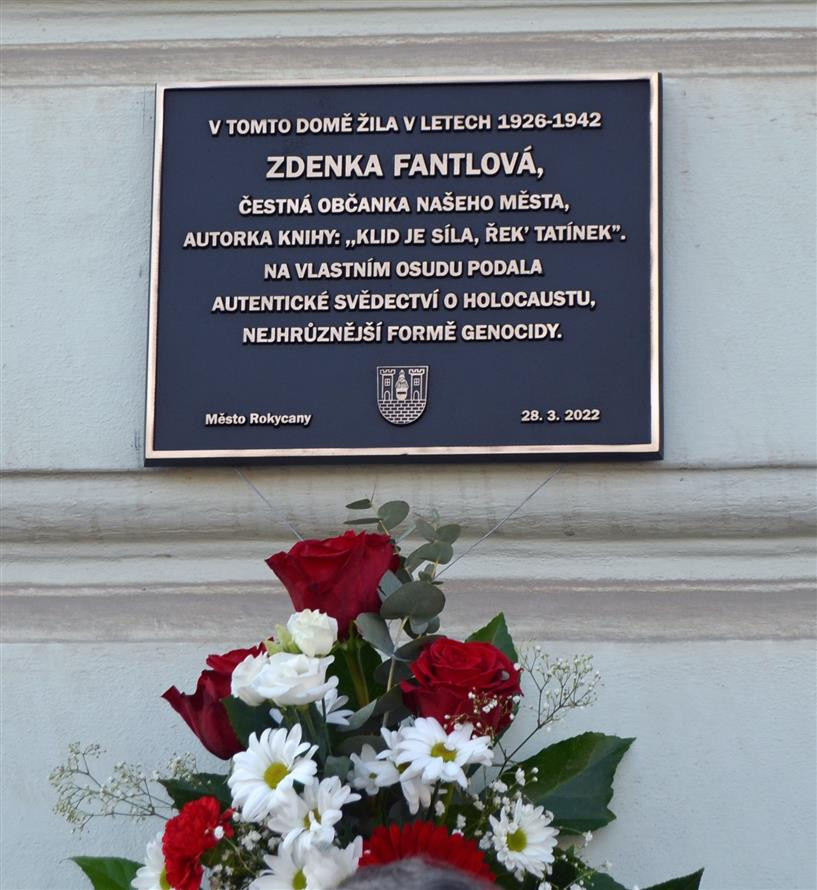 V TOMTO DOMĚ ŽILA V LETECH 1926-1942
ZDENKA FANTLOVÁ,
ČESTNÁ OBČANKA NAŠEHO MĚSTA,
AUTORKA KNIHY: ,,KLID JE SÍLA, ŘEK’ TATÍNEK”.
NA VLASTNÍM OSUDU PODALA
AUTENTICKÉ SVĚDECTVÍ O HOLOCAUSTU,
NEJHRŮZNĚJŠÍ FORMĚ GENOCIDY.
Město Rokycany 28. 3. 2022